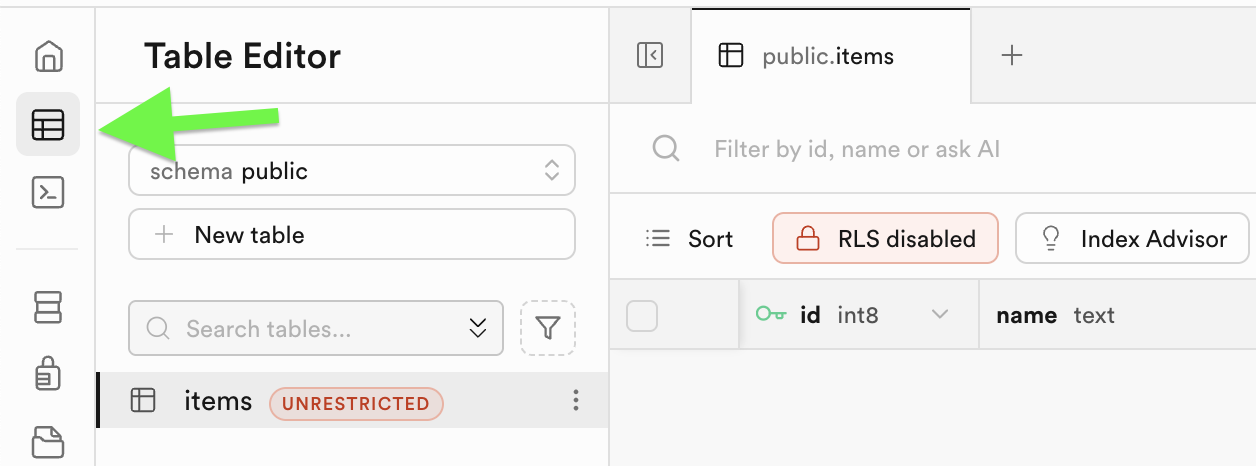 Table Editor
public.items
schema public
Filter by id, name or ask AI
New table
Sort
RLS disabled
Index Advisor
Search tables...
id int8
name text
items UNRESTRICTED